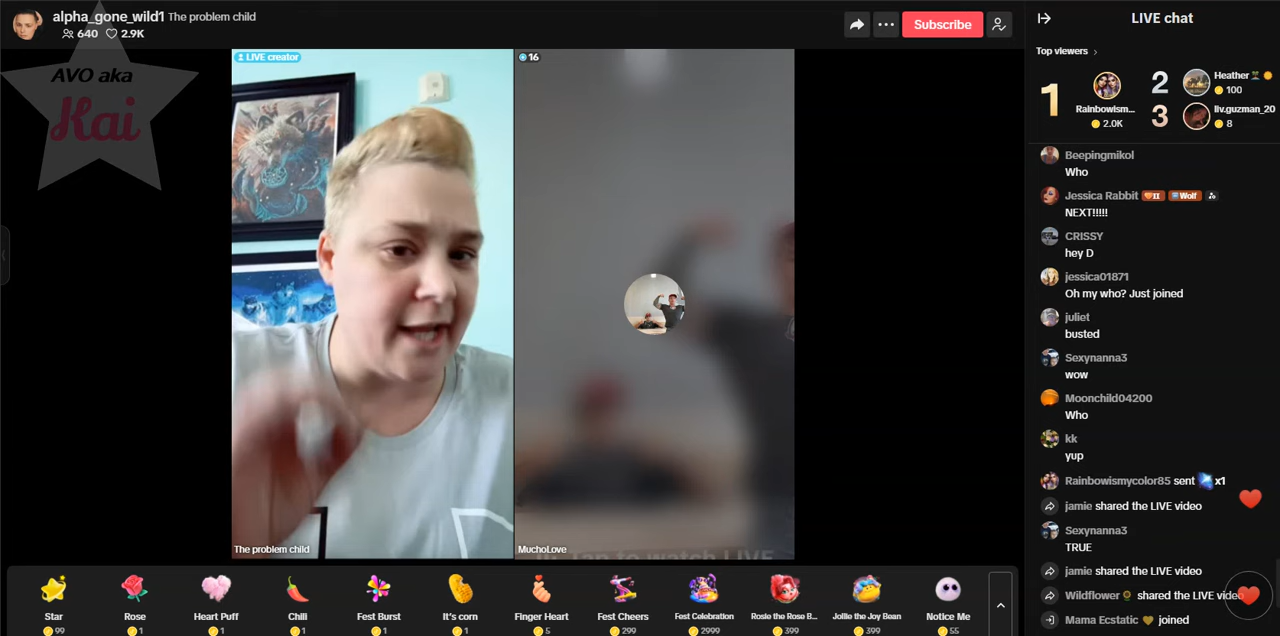 alpha_gone_wild1 The problem child
640 2.9K
Subscribe
AVO aka
Kai
LIVE creator
16
The problem child
MuchoLove
Tap to watch LIVE
Star
99
Rose
1
Heart Puff
1
Chili
1
Fest Burst
1
It's corn
1
Finger Heart
5
Fest Cheers
299
Fest Celebration
2999
Rosie the Rose B...
399
Jollie the Joy Bean
399
Notice Me
55
LIVE chat
Top viewers
1
Rainbowism...
2.0K
2
Heather
100
3
liv.guzman_20
8
Beepingmikol
Who
Jessica Rabbit II Wolf
NEXT!!!!!
CRISSY
hey D
jessica01871
Oh my who? Just joined
juliet
busted
Sexynanna3
wow
Moonchild04200
Who
kk
yup
Rainbowismycolor85 sent x1
jamie shared the LIVE video
Sexynanna3
TRUE
jamie shared the LIVE video
Wildflower shared the LIVE video
Mama Ecstatic joined